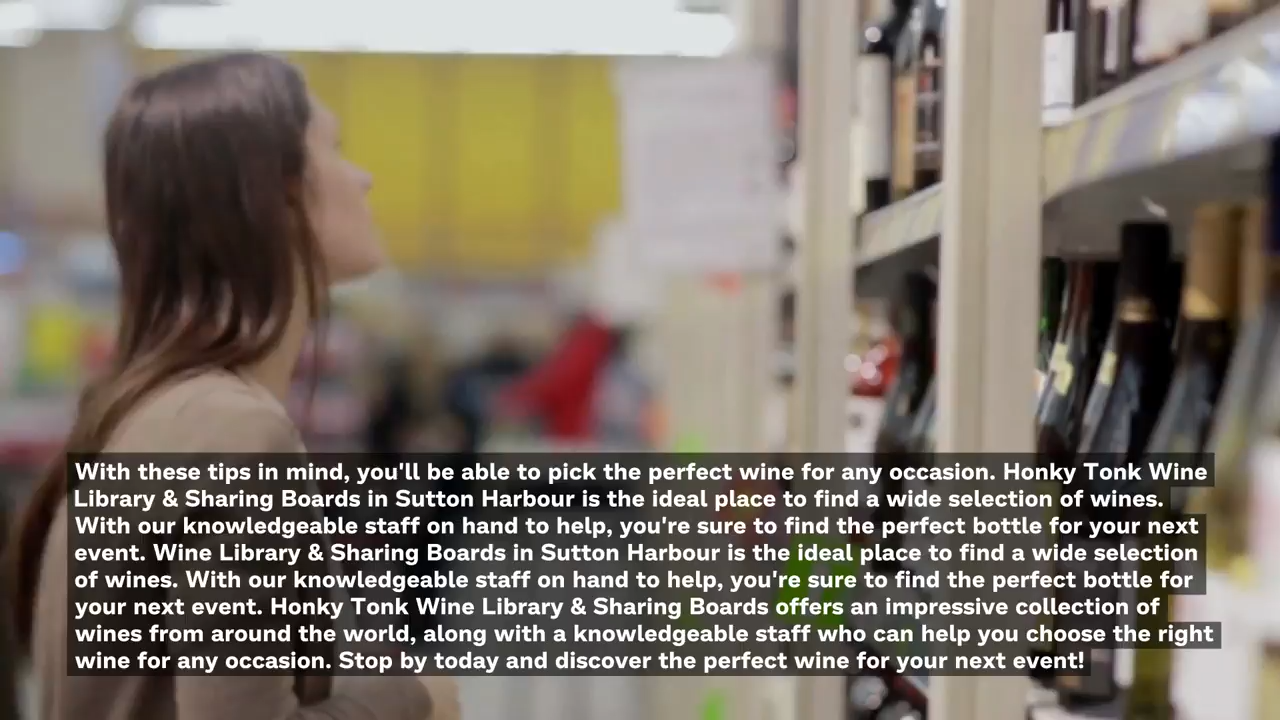 With these tips in mind, you'll be able to pick the perfect wine for any occasion. Honky Tonk Wine
Library & Sharing Boards in Sutton Harbour is the ideal place to find a wide selection of wines.
With our knowledgeable staff on hand to help, you're sure to find the perfect bottle for your next
event. Wine Library & Sharing Boards in Sutton Harbour is the ideal place to find a wide selection
of wines. With our knowledgeable staff on hand to help, you're sure to find the perfect bottle for
your next event. Honky Tonk Wine Library & Sharing Boards offers an impressive collection of
wines from around the world, along with a knowledgeable staff who can help you choose the right
wine for any occasion. Stop by today and discover the perfect wine for your next event!